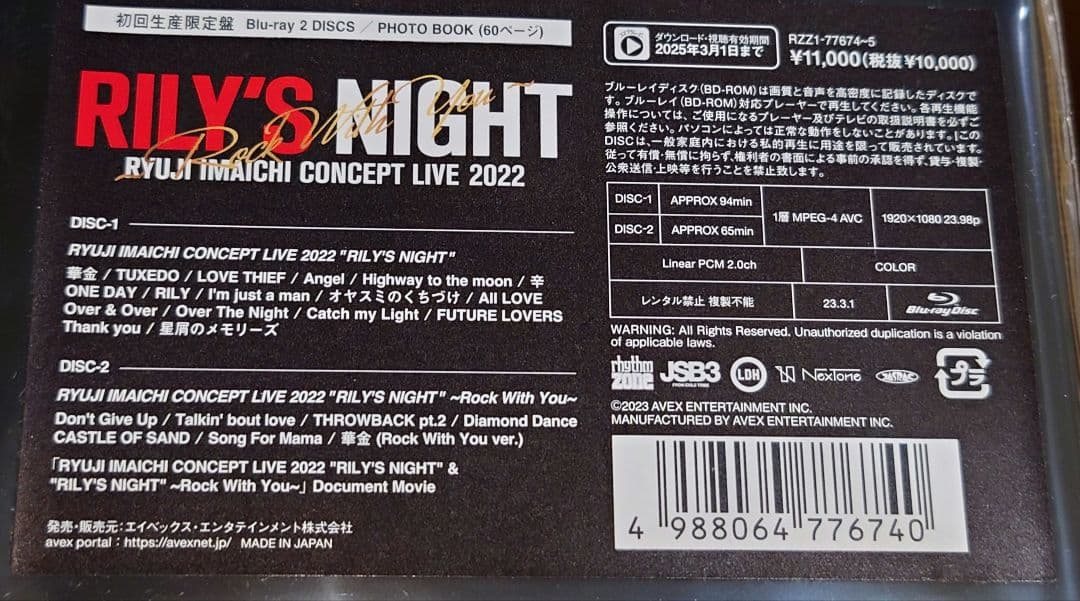 初回生産限定盤 Blu-ray 2 DISCS / PHOTO BOOK (60ページ)
RILY'S NIGHT
~Rock With You~
RYUJI IMAICHI CONCEPT LIVE 2022
DISC-1
RYUJI IMAICHI CONCEPT LIVE 2022 "RILY'S NIGHT"
華金 / TUXEDO / LOVE THIEF / Angel / Highway to the moon / 辛
ONE DAY / RILY / I'm just a man / オヤスミのくちづけ / All LOVE
Over & Over / Over The Night / Catch my Light / FUTURE LOVERS
Thank you / 星屑のメモリーズ
DISC-2
RYUJI IMAICHI CONCEPT LIVE 2022 "RILY'S NIGHT" ~Rock With You~
Don't Give Up / Talkin' bout love / THROWBACK pt.2 / Diamond Dance
CASTLE OF SAND / Song For Mama / 華金 (Rock With You ver.)
「RYUJI IMAICHI CONCEPT LIVE 2022 "RILY'S NIGHT" &
"RILY'S NIGHT" ~Rock With You~」Document Movie
発売・販売元：エイベックス・エンタテインメント株式会社
avex portal : https://avexnet.jp/ MADE IN JAPAN
ダウンロード・視聴有効期間
2025年3月1日まで
RZZ1-77674~5
¥11,000(税抜 ¥10,000)
ブルーレイディスク(BD-ROM)は画質と音声を高密度に記録したディスクで
す。ブルーレイ(BD-ROM)対応プレーヤーで再生してください。各再生機能
操作については、ご使用になるプレーヤー及びテレビの取扱説明書を必ずご
参照ください。パソコンによっては正常な動作をしないことがあります。【この
DISCは、一般家庭内における私的再生に用途を限って販売されています。
従って有償・無償に拘らず、権利者の書面による事前の承認を得ず、貸与・複製・
公衆送信・上映等を行うことを禁止致します。
DISC-1 APPROX 94min
DISC-2 APPROX 65min
1層 MPEG-4 AVC
1920×1080 23.98p
Linear PCM 2.0ch
COLOR
レンタル禁止 複製不能
23.3.1
Blu-ray Disc
WARNING: All Rights Reserved. Unauthorized duplication is a violation
of applicable laws.
rhythm zone
JSB3
LDH
NexTone
JASRAC
プラ
©2023 AVEX ENTERTAINMENT INC.
MANUFACTURED BY AVEX ENTERTAINMENT INC.
4 988064 776740